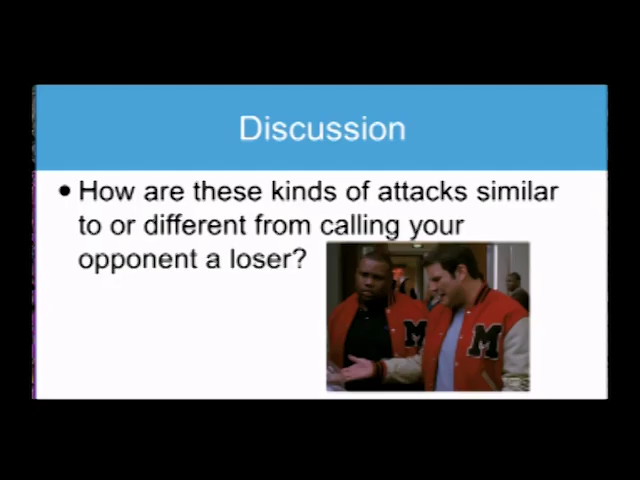 Discussion
• How are these kinds of attacks similar
to or different from calling your
opponent a loser?
M
M